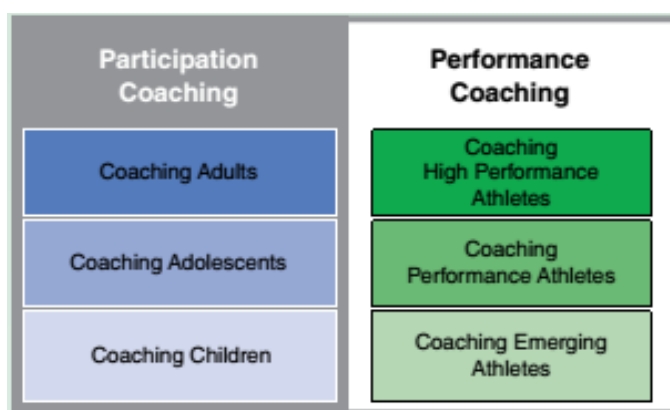 Participation
Coaching
Performance
Coaching
Coaching Adults
Coaching
High Performance
Athletes
Coaching Adolescents
Coaching
Performance Athletes
Coaching Children
Coaching Emerging
Athletes